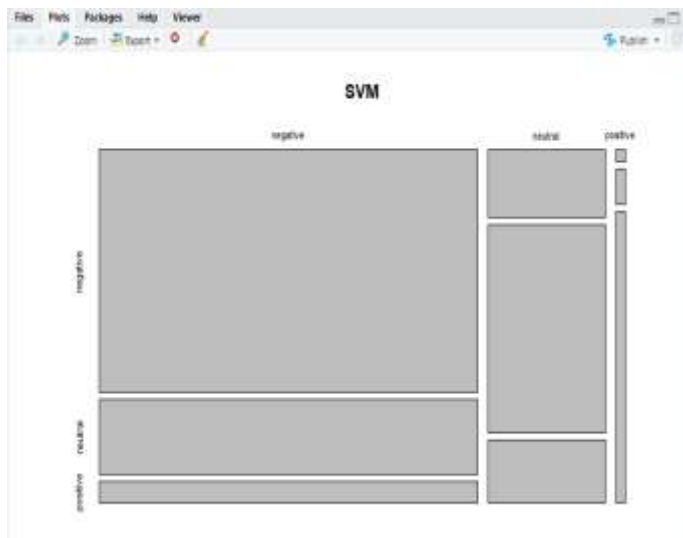 Files Plots Packages Help Viewer
Zoom Export Publish
SVM
negative neutral positive
negative
neutral
positive